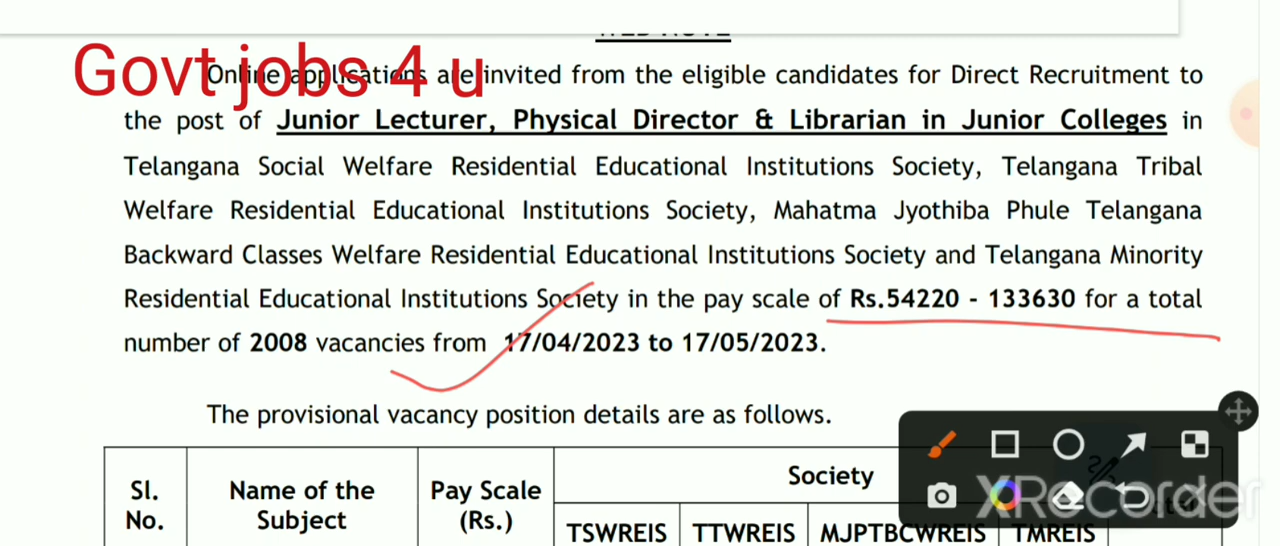 Govt jobs 4 u
Online applications are invited from the eligible candidates for Direct Recruitment to
the post of Junior Lecturer, Physical Director & Librarian in Junior Colleges in
Telangana Social Welfare Residential Educational Institutions Society, Telangana Tribal
Welfare Residential Educational Institutions Society, Mahatma Jyothiba Phule Telangana
Backward Classes Welfare Residential Educational Institutions Society and Telangana Minority
Residential Educational Institutions Society in the pay scale of Rs.54220 - 133630 for a total
number of 2008 vacancies from 17/04/2023 to 17/05/2023.
The provisional vacancy position details are as follows.
Sl. No.
Name of the Subject
Pay Scale (Rs.)
Society
TSWREIS TTWREIS MJPTBCWREIS TMREIS
XRecorder